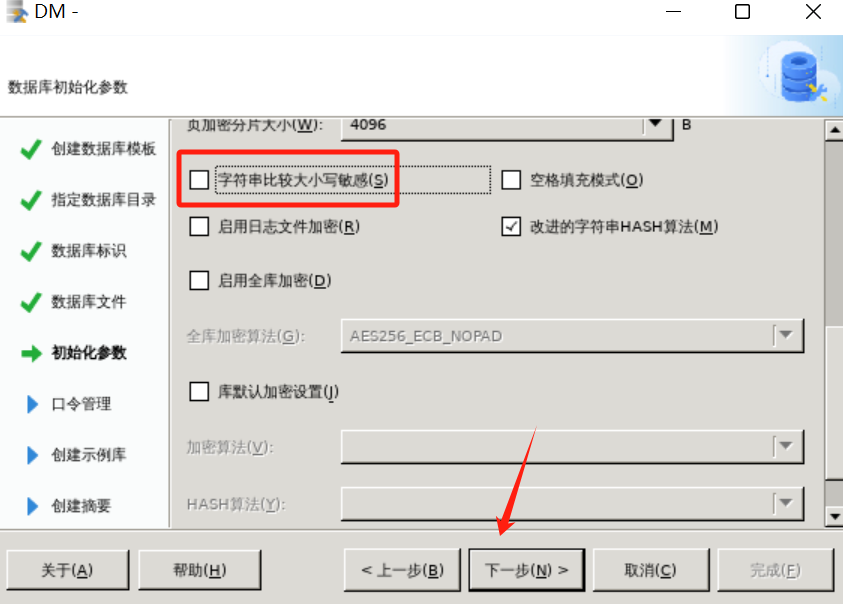 DM -
数据库初始化参数
创建数据库模板
指定数据库目录
数据库标识
数据库文件
初始化参数
口令管理
创建示例库
创建摘要
页加密分片大小(W): 4096 B
字符串比较大小写敏感(S) 空格填充模式(O)
启用日志文件加密(R) 改进的字符串HASH算法(M)
启用全库加密(D)
全库加密算法(G): AES256_ECB_NOPAD
库默认加密设置(J)
加密算法(V):
HASH算法(Y):
关于(A) 帮助(H) < 上一步(B) 下一步(N) > 取消(C) 完成(F)